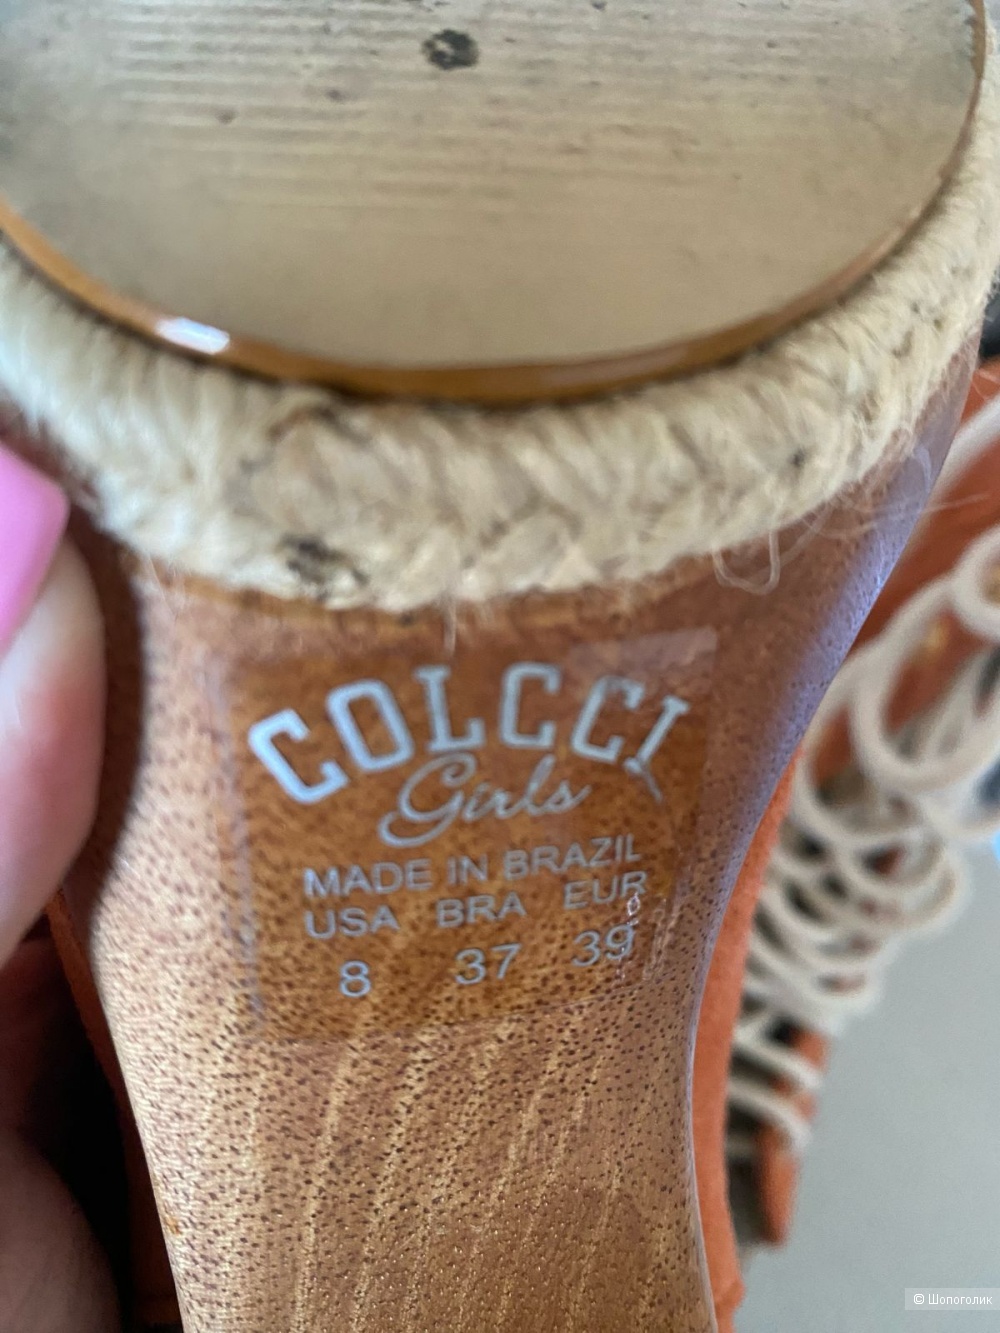 COLCCI
Girls
MADE IN BRAZIL
USA BRA EUR
8 37 39
© Шопоголик